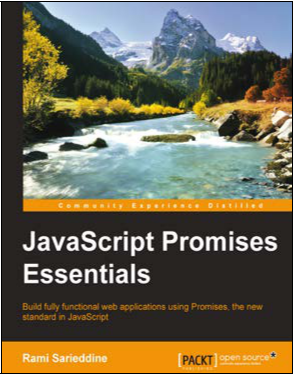 Community Experience Distilled
JavaScript Promises
Essentials
Build fully functional web applications using Promises, the new
standard in JavaScript
Rami Sarieddine
[PACKT] open source*
PUBLISHING